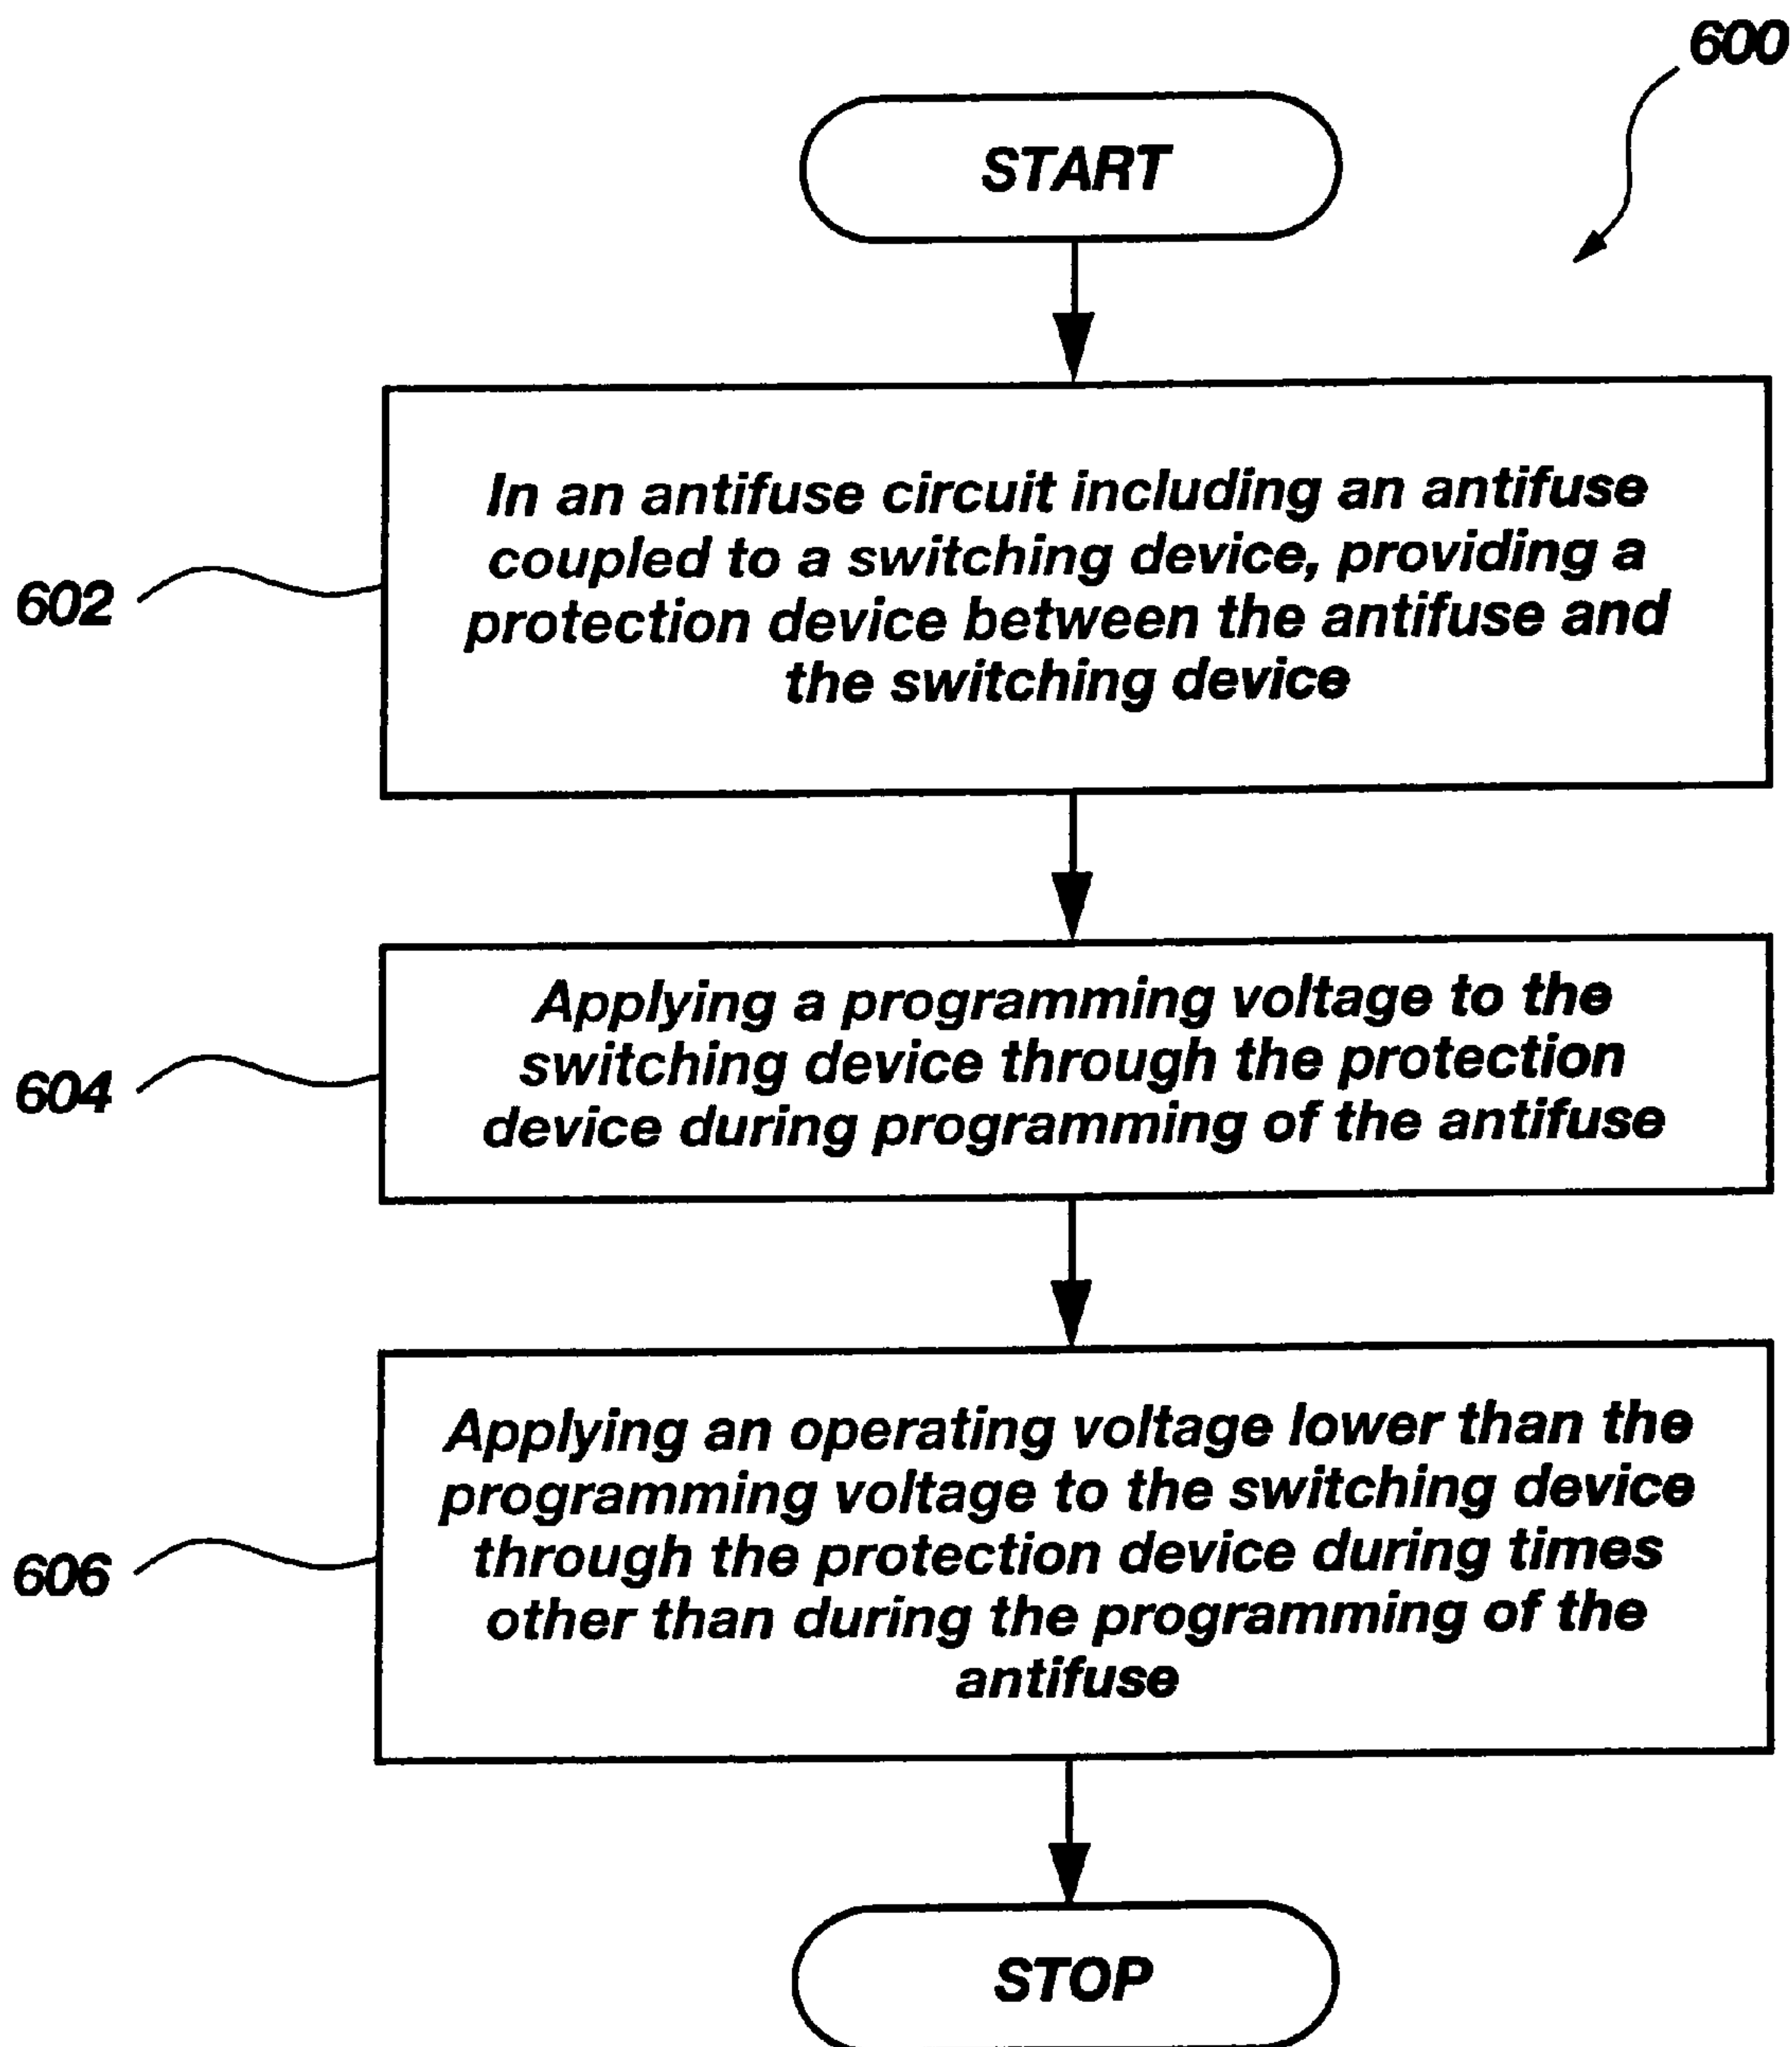 600
START
In an antifuse circuit including an antifuse
coupled to a switching device, providing a
protection device between the antifuse and
the switching device
602
Applying a programming voltage to the
switching device through the protection
device during programming of the antifuse
604
Applying an operating voltage lower than the
programming voltage to the switching device
through the protection device during times
other than during the programming of the
antifuse
606
STOP